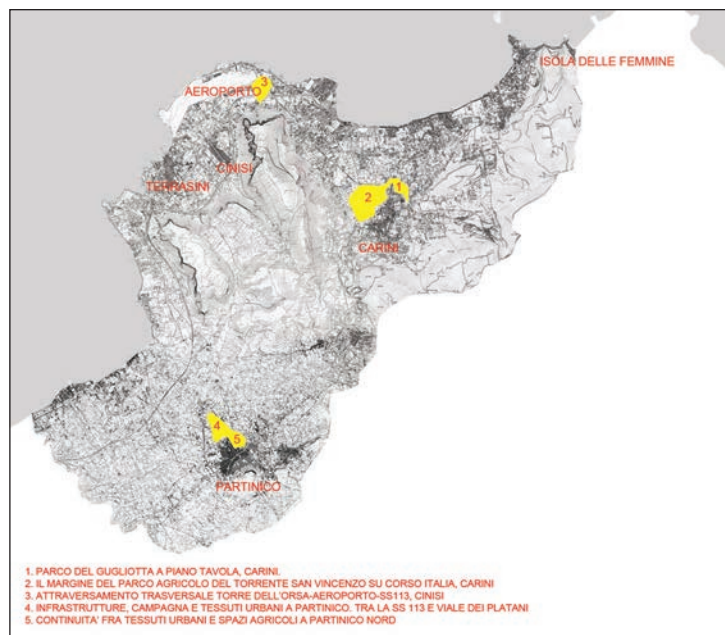 ISOLA DELLE FEMMINE
3
AEROPORTO
CINISI
TERRASINI
1
2
CARINI
4
5
PARTINICO
1. PARCO DEL GUGLIOTTA A PIANO TAVOLA, CARINI.
2. IL MARGINE DEL PARCO AGRICOLO DEL TORRENTE SAN VINCENZO SU CORSO ITALIA, CARINI
3. ATTRAVERSAMENTO TRASVERSALE TORRE DELL'ORSA-AEROPORTO-SS113, CINISI
4. INFRASTRUTTURE, CAMPAGNA E TESSUTI URBANI A PARTINICO. TRA LA SS 113 E VIALE DEI PLATANI
5. CONTINUITA' FRA TESSUTI URBANI E SPAZI AGRICOLI A PARTINICO NORD